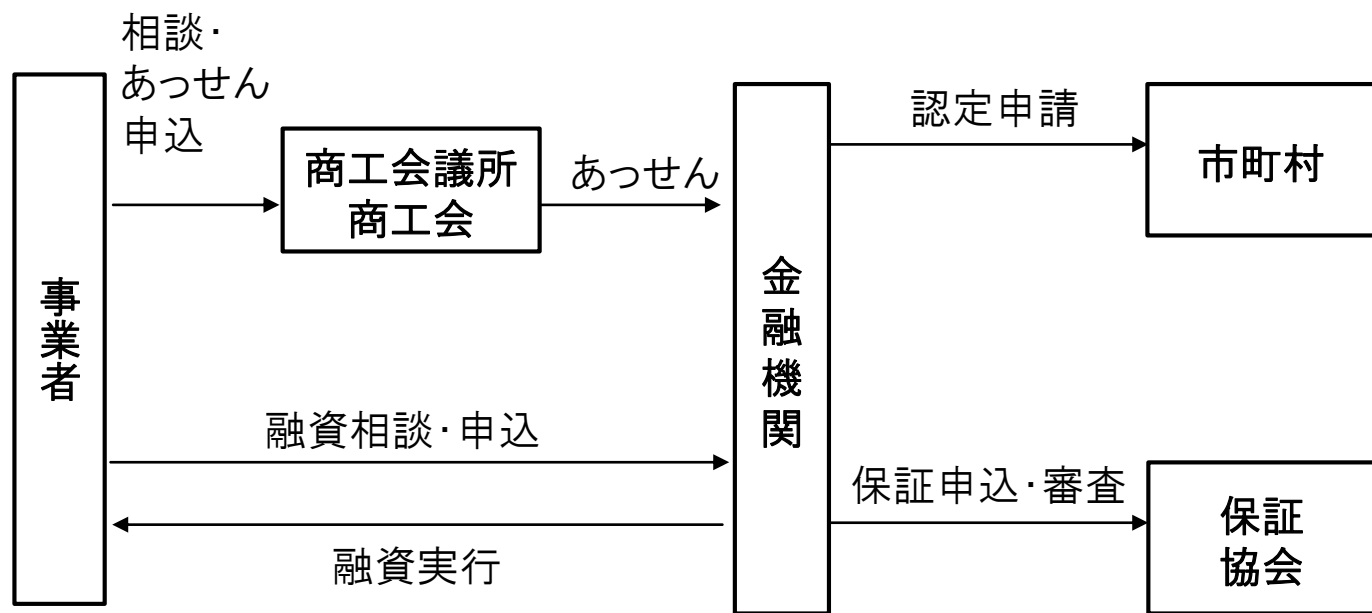 相談・
あっせん
申込
商工会議所
商工会
あっせん
認定申請
市町村
事業者
金融機関
融資相談・申込
融資実行
保証申込・審査
保証
協会